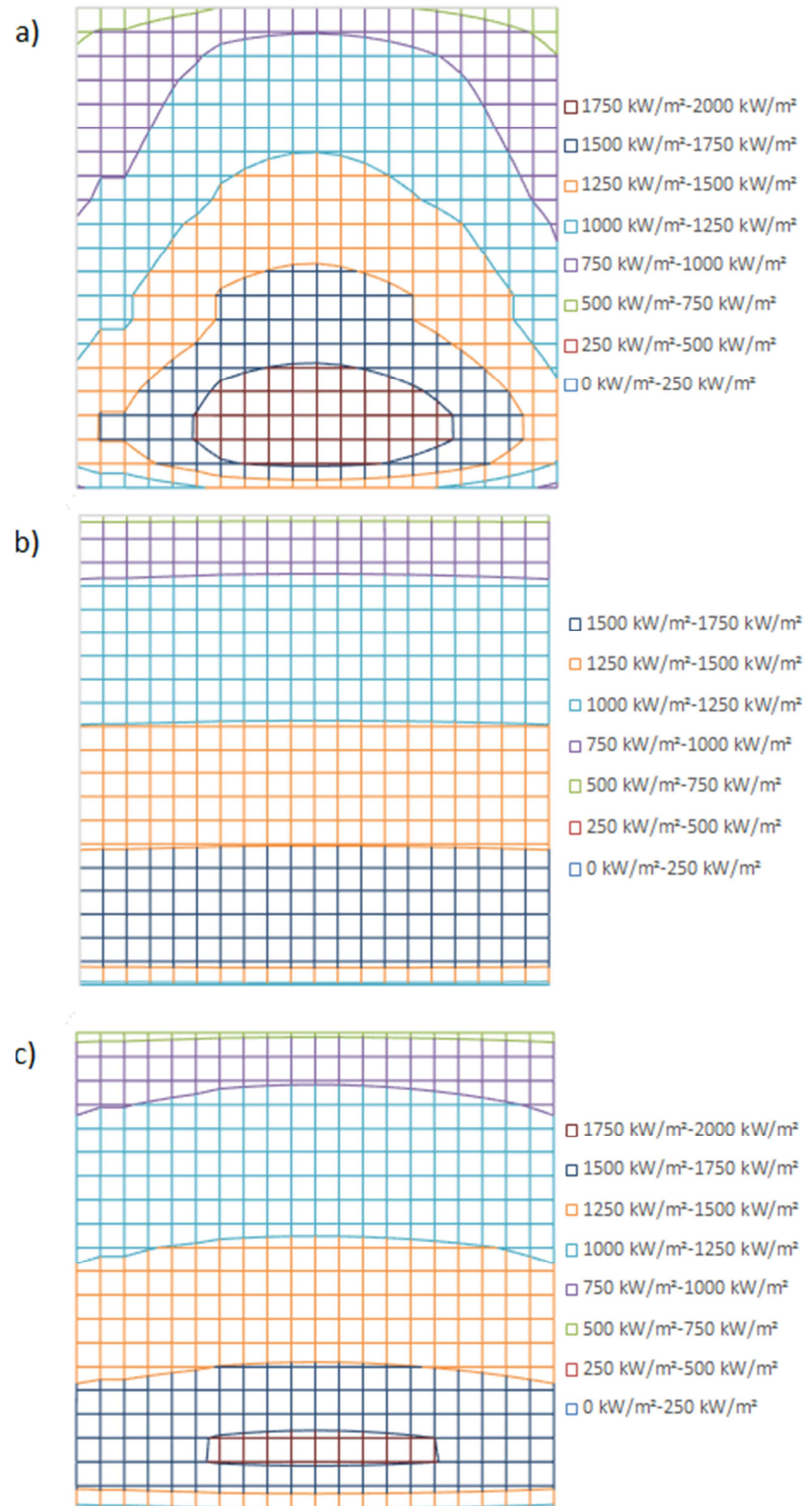 a)
1750 kW/m²-2000 kW/m²
1500 kW/m²-1750 kW/m²
1250 kW/m²-1500 kW/m²
1000 kW/m²-1250 kW/m²
750 kW/m²-1000 kW/m²
500 kW/m²-750 kW/m²
250 kW/m²-500 kW/m²
0 kW/m²-250 kW/m²
b)
1500 kW/m²-1750 kW/m²
1250 kW/m²-1500 kW/m²
1000 kW/m²-1250 kW/m²
750 kW/m²-1000 kW/m²
500 kW/m²-750 kW/m²
250 kW/m²-500 kW/m²
0 kW/m²-250 kW/m²
c)
1750 kW/m²-2000 kW/m²
1500 kW/m²-1750 kW/m²
1250 kW/m²-1500 kW/m²
1000 kW/m²-1250 kW/m²
750 kW/m²-1000 kW/m²
500 kW/m²-750 kW/m²
250 kW/m²-500 kW/m²
0 kW/m²-250 kW/m²